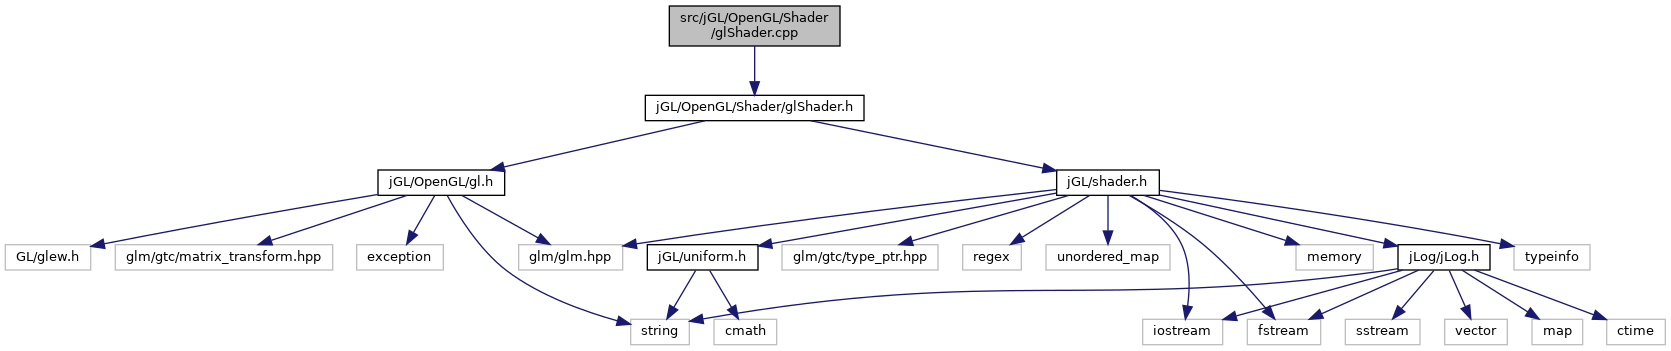 src/jGL/OpenGL/Shader
/glShader.cpp
jGL/OpenGL/Shader/glShader.h
jGL/OpenGL/gl.h
jGL/shader.h
GL/glew.h
glm/gtc/matrix_transform.hpp
exception
glm/glm.hpp
jGL/uniform.h
glm/gtc/type_ptr.hpp
regex
unordered_map
memory
jLog/jLog.h
typeinfo
string
cmath
iostream
fstream
sstream
vector
map
ctime